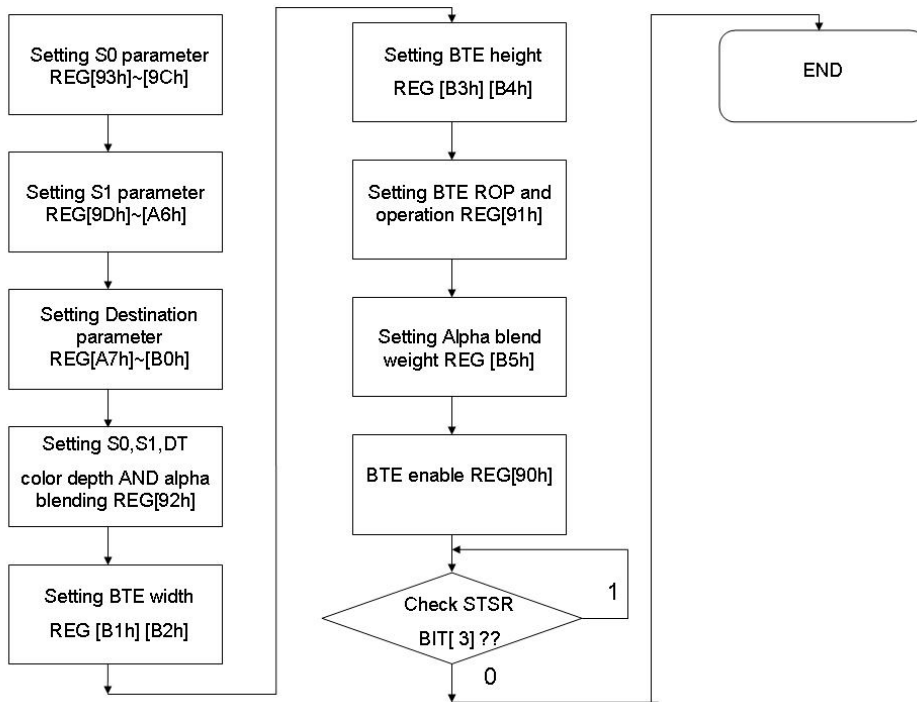 Setting S0 parameter
REG[93h]~[9Ch]
Setting S1 parameter
REG[9Dh]~[A6h]
Setting Destination
parameter
REG[A7h]~[B0h]
Setting S0,S1,DT
color depth AND alpha
blending REG[92h]
Setting BTE width
REG [B1h] [B2h]
Setting BTE height
REG [B3h] [B4h]
Setting BTE ROP and
operation REG[91h]
Setting Alpha blend
weight REG [B5h]
BTE enable REG[90h]
Check STSR
BIT[ 3] ??
1
0
END